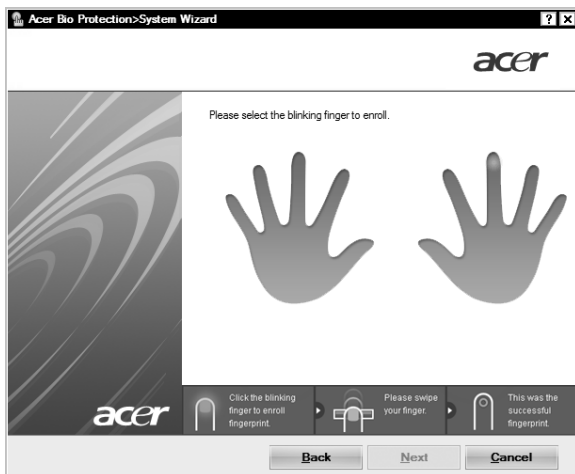 Acer Bio Protection>System Wizard
acer
Please select the blinking finger to enroll.
acer
Click the blinking
finger to enroll
fingerprint.
Please swipe
your finger.
This was the
successful
fingerprint.
Back
Next
Cancel